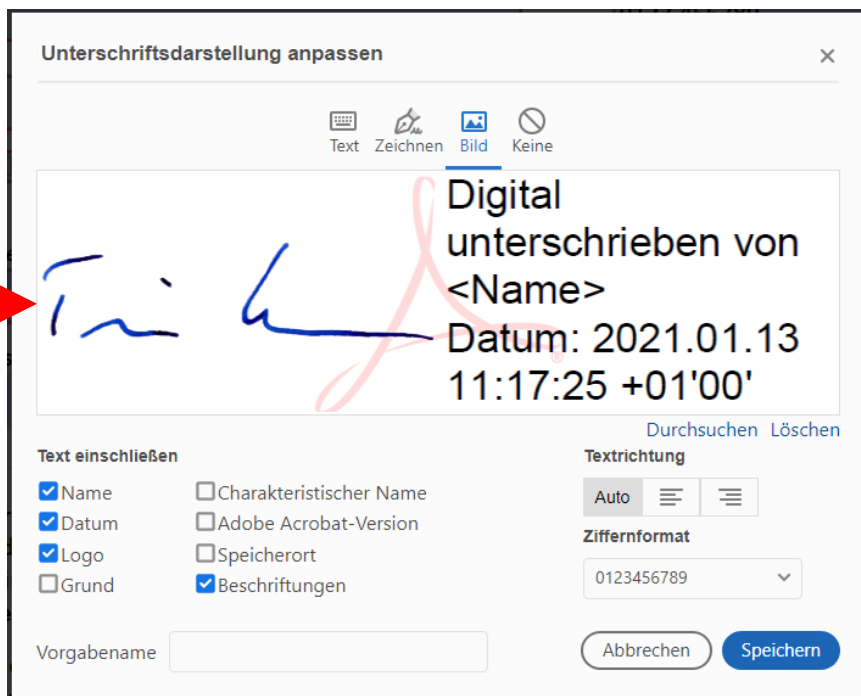 Unterschriftsdarstellung anpassen
Text Zeichnen Bild Keine
Digital
unterschrieben von
<Name>
Datum: 2021.01.13
11:17:25 +01'00'
Durchsuchen Löschen
Text einschließen
Name
Charakteristischer Name
Datum
Adobe Acrobat-Version
Logo
Speicherort
Grund
Beschriftungen
Textrichtung
Auto
Ziffernformat
0123456789
Vorgabename
Abbrechen Speichern